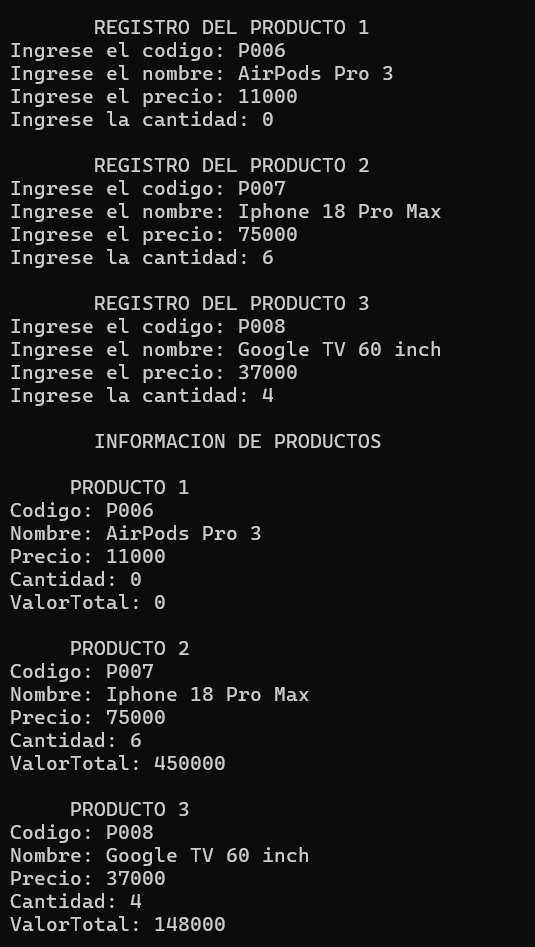 REGISTRO DEL PRODUCTO 1
Ingrese el codigo: P006
Ingrese el nombre: AirPods Pro 3
Ingrese el precio: 11000
Ingrese la cantidad: 0
REGISTRO DEL PRODUCTO 2
Ingrese el codigo: P007
Ingrese el nombre: Iphone 18 Pro Max
Ingrese el precio: 75000
Ingrese la cantidad: 6
REGISTRO DEL PRODUCTO 3
Ingrese el codigo: P008
Ingrese el nombre: Google TV 60 inch
Ingrese el precio: 37000
Ingrese la cantidad: 4
INFORMACION DE PRODUCTOS
PRODUCTO 1
Codigo: P006
Nombre: AirPods Pro 3
Precio: 11000
Cantidad: 0
ValorTotal: 0
PRODUCTO 2
Codigo: P007
Nombre: Iphone 18 Pro Max
Precio: 75000
Cantidad: 6
ValorTotal: 450000
PRODUCTO 3
Codigo: P008
Nombre: Google TV 60 inch
Precio: 37000
Cantidad: 4
ValorTotal: 148000